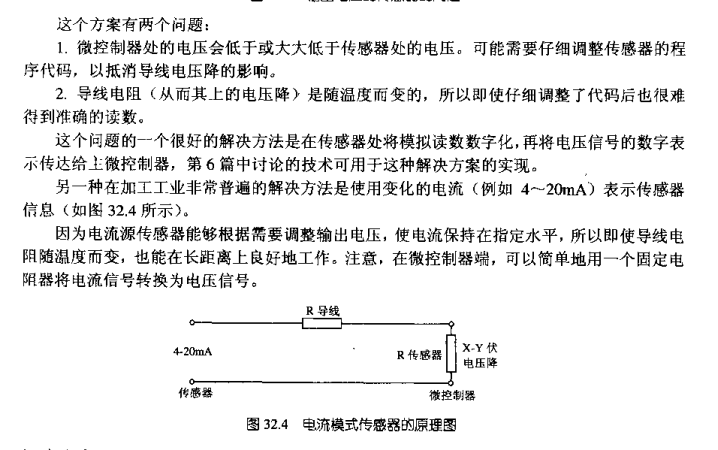 这个方案有两个问题：
1. 微控制器处的电压会低于或大大低于传感器处的电压。可能需要仔细调整传感器的程
序代码，以抵消导线电压降的影响。
2. 导线电阻（从而其上的电压降）是随温度而变的，所以即使仔细调整了代码后也很难
得到准确的读数。
这个问题的一个很好的解决方法是在传感器处将模拟读数数字化，再将电压信号的数字表
示传达给主微控制器，第 6 篇中讨论的技术可用于这种解决方案的实现。
另一种在加工工业非常普遍的解决方法是使用变化的电流（例如 4～20mA）表示传感器
信息（如图 32.4 所示）。
因为电流源传感器能够根据需要调整输出电压，使电流保持在指定水平，所以即使导线电
阻随温度而变，也能在长距离上良好地工作。注意，在微控制器端，可以简单地用一个固定电
阻器将电流信号转换为电压信号。
R 导线
4-20mA
R 传感器
X-Y 伏
电压降
传感器
微控制器
图 32.4 电流模式传感器的原理图